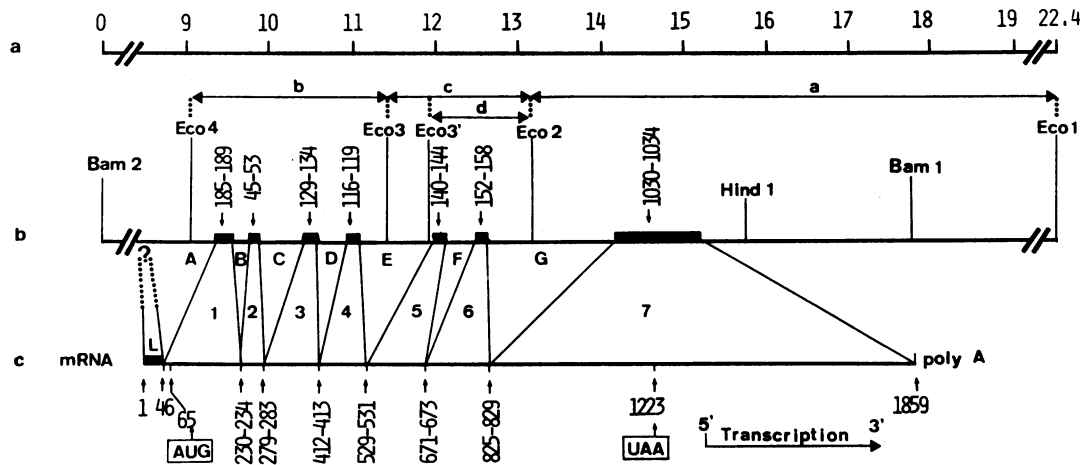 0 9 10 11 12 13 14 15 16 17 18 19 22.4
a
b c a
d
Eco 4 Eco3 Eco3' Eco 2 Eco 1
Bam 2 185-189 45-53 129-134 116-119 140-144 152-158 1030-1034 Hind 1 Bam 1
b
? A B C D E F G
1 2 3 4 5 6 7
L
c mRNA poly A
1 46 65 230-234 279-283 412-413 529-531 671-673 825-829 1223 1859
AUG UAA
5' Transcription 3'